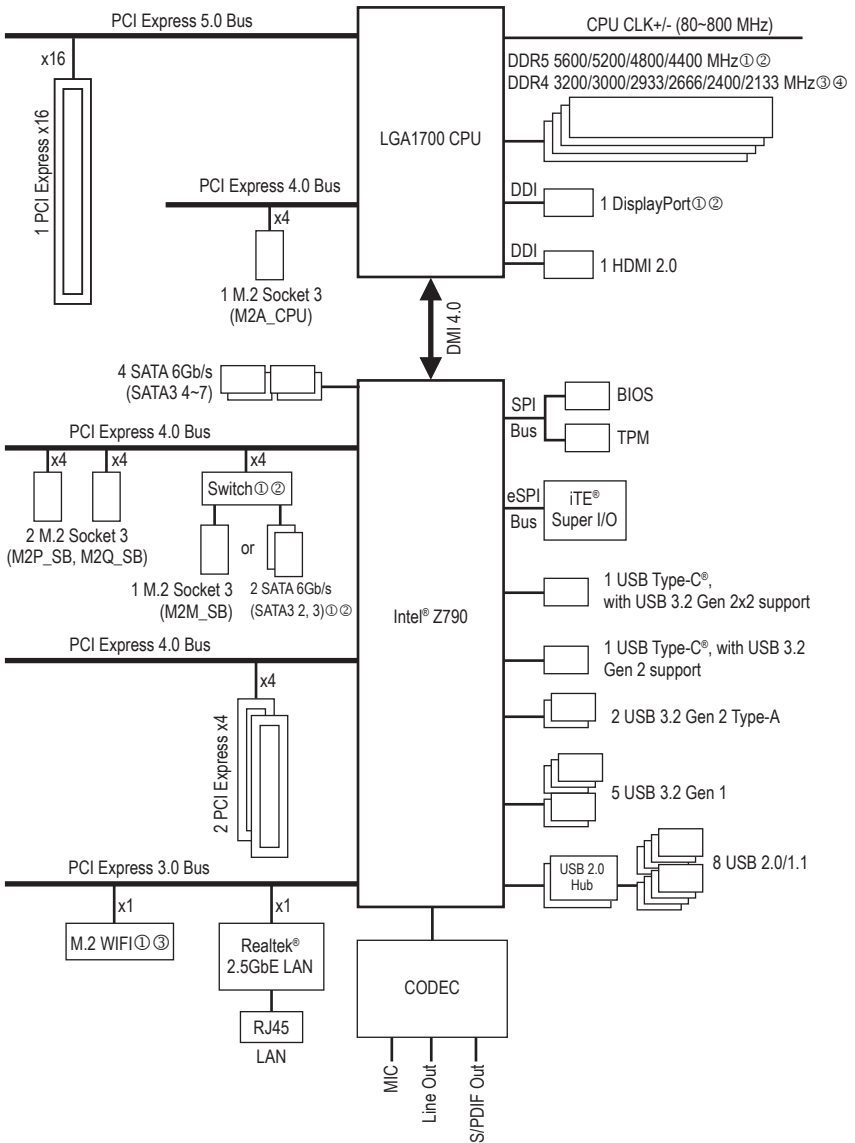 PCI Express 5.0 Bus
x16
1 PCI Express x16
PCI Express 4.0 Bus
x4
1 M.2 Socket 3
(M2A_CPU)
LGA1700 CPU
CPU CLK+/- (80~800 MHz)
DDR5 5600/5200/4800/4400 MHz①②
DDR4 3200/3000/2933/2666/2400/2133 MHz③④
DDI
1 DisplayPort①②
DDI
1 HDMI 2.0
DMI 4.0
4 SATA 6Gb/s
(SATA3 4~7)
PCI Express 4.0 Bus
x4
x4
x4
Switch①②
2 M.2 Socket 3
(M2P_SB, M2Q_SB)
or
1 M.2 Socket 3
(M2M_SB)
2 SATA 6Gb/s
(SATA3 2, 3)①②
PCI Express 4.0 Bus
x4
2 PCI Express x4
PCI Express 3.0 Bus
x1
x1
M.2 WIFI①③
Realtek®
2.5GbE LAN
RJ45
LAN
Intel® Z790
SPI
Bus
BIOS
TPM
eSPI
Bus
iTE®
Super I/O
1 USB Type-C®,
with USB 3.2 Gen 2x2 support
1 USB Type-C®, with USB 3.2
Gen 2 support
2 USB 3.2 Gen 2 Type-A
5 USB 3.2 Gen 1
USB 2.0
Hub
8 USB 2.0/1.1
CODEC
MIC
Line Out
S/PDIF Out